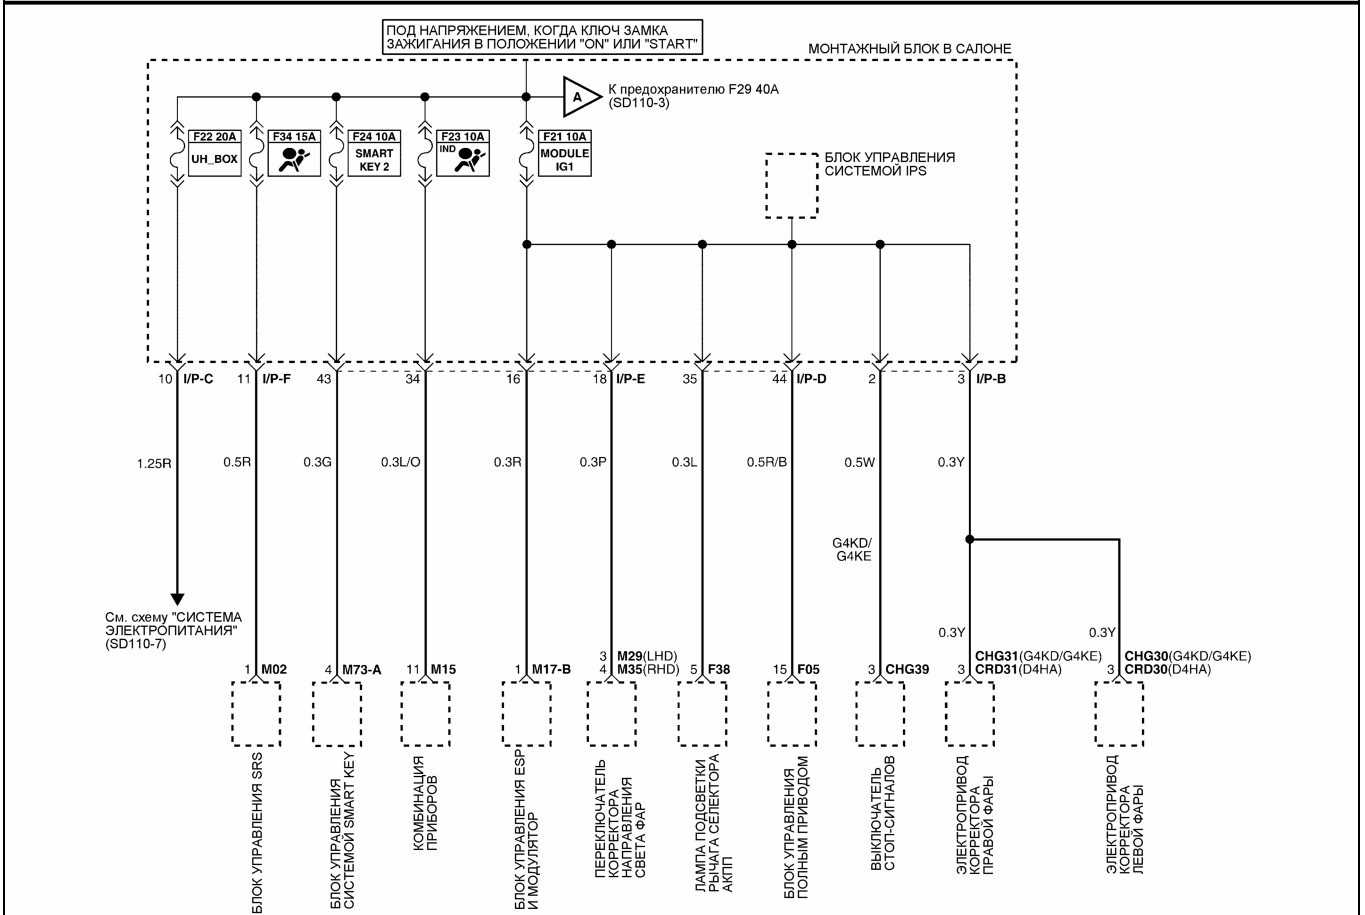 ПОД НАПРЯЖЕНИЕМ, КОГДА КЛЮЧ ЗАМКА
ЗАЖИГАНИЯ В ПОЛОЖЕНИИ "ON" ИЛИ "START"
МОНТАЖНЫЙ БЛОК В САЛОНЕ
A
К предохранителю F29 40A
(SD110-3)
F22 20A
UH_BOX
F34 15A
F24 10A
SMART
KEY 2
F23 10A
IND
F21 10A
MODULE
IG1
БЛОК УПРАВЛЕНИЯ
СИСТЕМОЙ IPS
10 I/P-C
11 I/P-F
43
34
16
18 I/P-E
35
44 I/P-D
2
3 I/P-B
1.25R
0.5R
0.3G
0.3L/O
0.3R
0.3P
0.3L
0.5R/B
0.5W
0.3Y
G4KD/
G4KE
См. схему "СИСТЕМА
ЭЛЕКТРОПИТАНИЯ"
(SD110-7)
0.3Y
0.3Y
1 M02
4 M73-A
11 M15
1 M17-B
3 M29(LHD)
4 M35(RHD)
5 F38
15 F05
3 CHG39
CHG31(G4KD/G4KE)
3 CRD31(D4HA)
CHG30(G4KD/G4KE)
3 CRD30(D4HA)
БЛОК УПРАВЛЕНИЯ SRS
БЛОК УПРАВЛЕНИЯ
СИСТЕМОЙ SMART KEY
КОМБИНАЦИЯ
ПРИБОРОВ
БЛОК УПРАВЛЕНИЯ ESP
И МОДУЛЯТОР
ПЕРЕКЛЮЧАТЕЛЬ
КОРРЕКТОРА
НАПРАВЛЕНИЯ
СВЕТА ФАР
ЛАМПА ПОДСВЕТКИ
РЫЧАГА СЕЛЕКТОРА
АКПП
БЛОК УПРАВЛЕНИЯ
ПОЛНЫМ ПРИВОДОМ
ВЫКЛЮЧАТЕЛЬ
СТОП-СИГНАЛОВ
ЭЛЕКТРОПРИВОД
КОРРЕКТОРА
ПРАВОЙ ФАРЫ
ЭЛЕКТРОПРИВОД
КОРРЕКТОРА
ЛЕВОЙ ФАРЫ